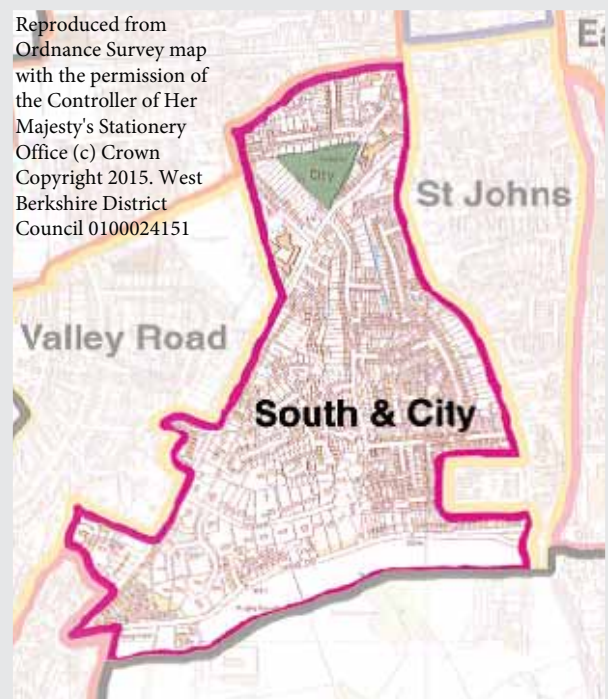 Reproduced from
Ordnance Survey map
with the permission of
the Controller of Her
Majesty's Stationery
Office (c) Crown
Copyright 2015. West
Berkshire District
Council 0100024151
City
St Johns
Valley Road
South & City